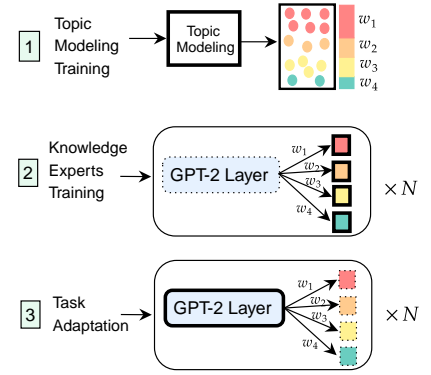 1
Topic
Modeling
Training
Topic
Modeling
w1
w2
w3
w4
2
Knowledge
Experts
Training
GPT-2 Layer
w1
w2
w3
w4
× N
3
Task
Adaptation
GPT-2 Layer
w1
w2
w3
w4
× N